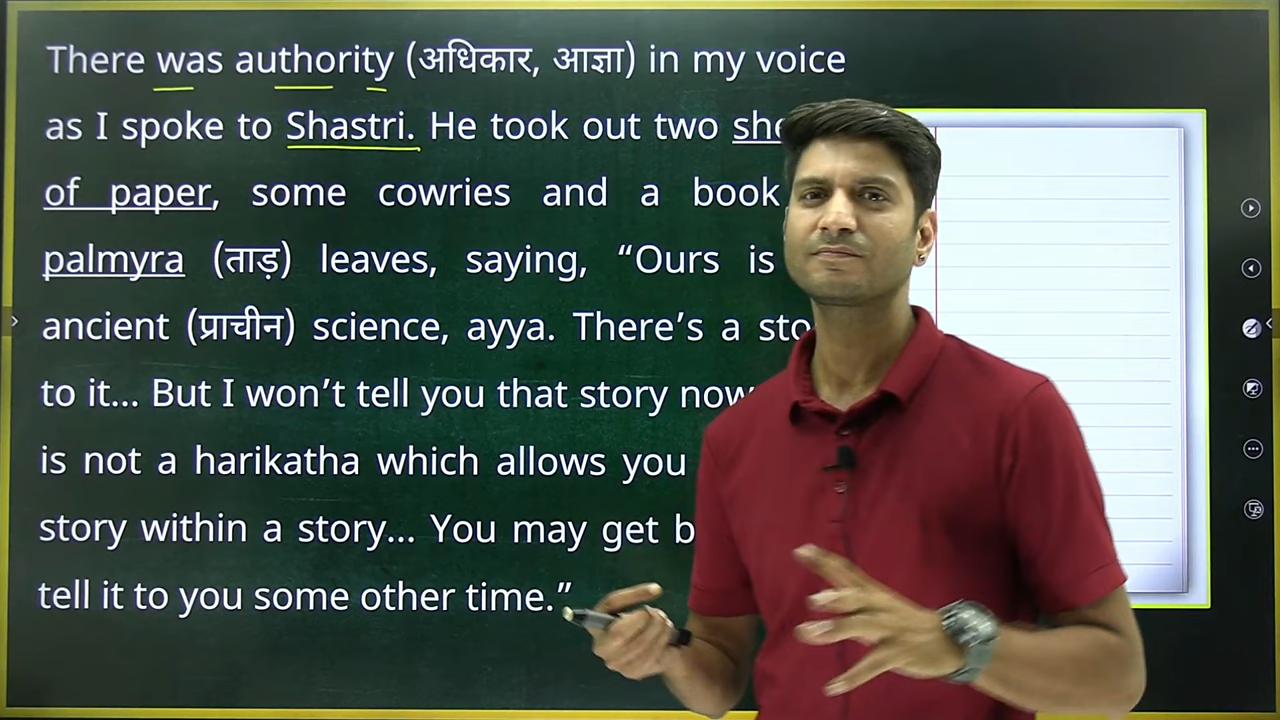 There was authority (अधिकार, आज्ञा) in my voice
as I spoke to Shastri. He took out two
of paper, some cowries and a book
palmyra (ताड़) leaves, saying, “Ours is
ancient (प्राचीन) science, ayya. There’s a
to it... But I won’t tell you that story now
is not a harikatha which allows you
story within a story... You may get
tell it to you some other time.”